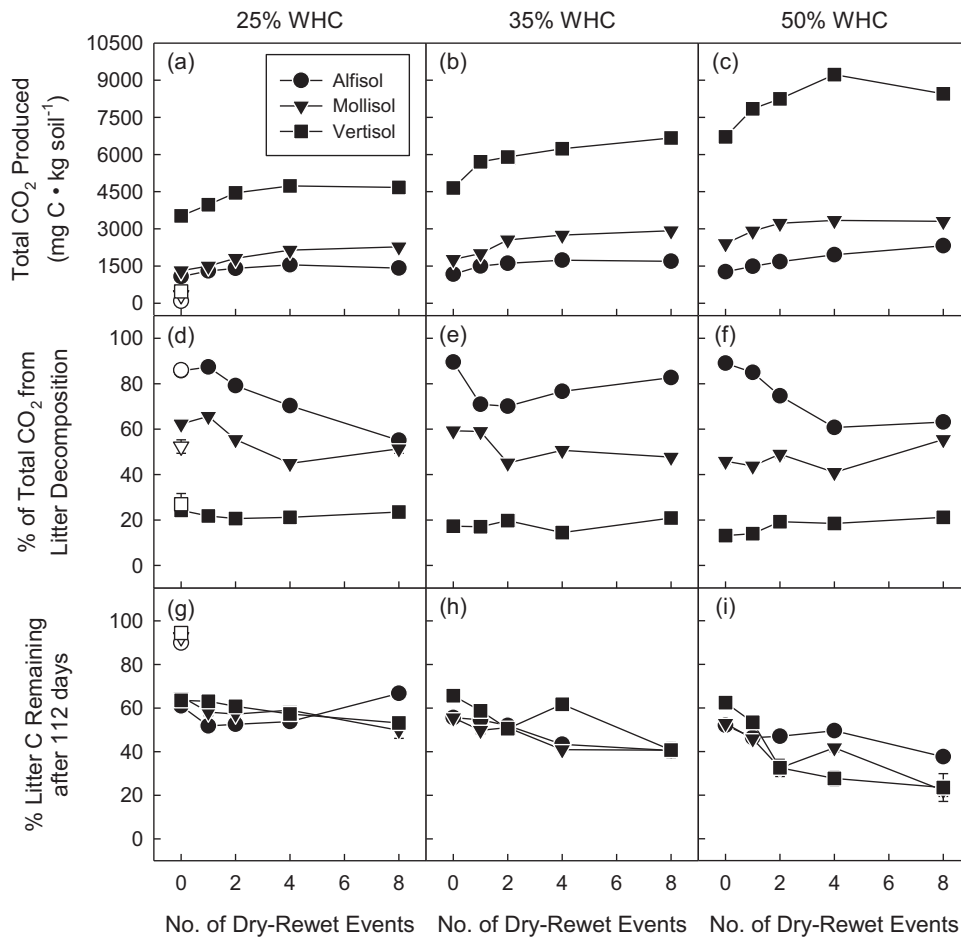 25% WHC
35% WHC
50% WHC
Total CO2 Produced
(mg C • kg soil−1)
10500
9000
7500
6000
4500
3000
1500
0
(a)
Alfisol
Mollisol
Vertisol
(b)
(c)
% of Total CO2 from
Litter Decomposition
100
80
60
40
20
0
(d)
(e)
(f)
% Litter C Remaining
after 1112 days
100
80
60
40
20
0
(g)
(h)
(i)
0 2 4 6 8
0 2 4 6 8
0 2 4 6 8
No. of Dry-Rewet Events
No. of Dry-Rewet Events
No. of Dry-Rewet Events